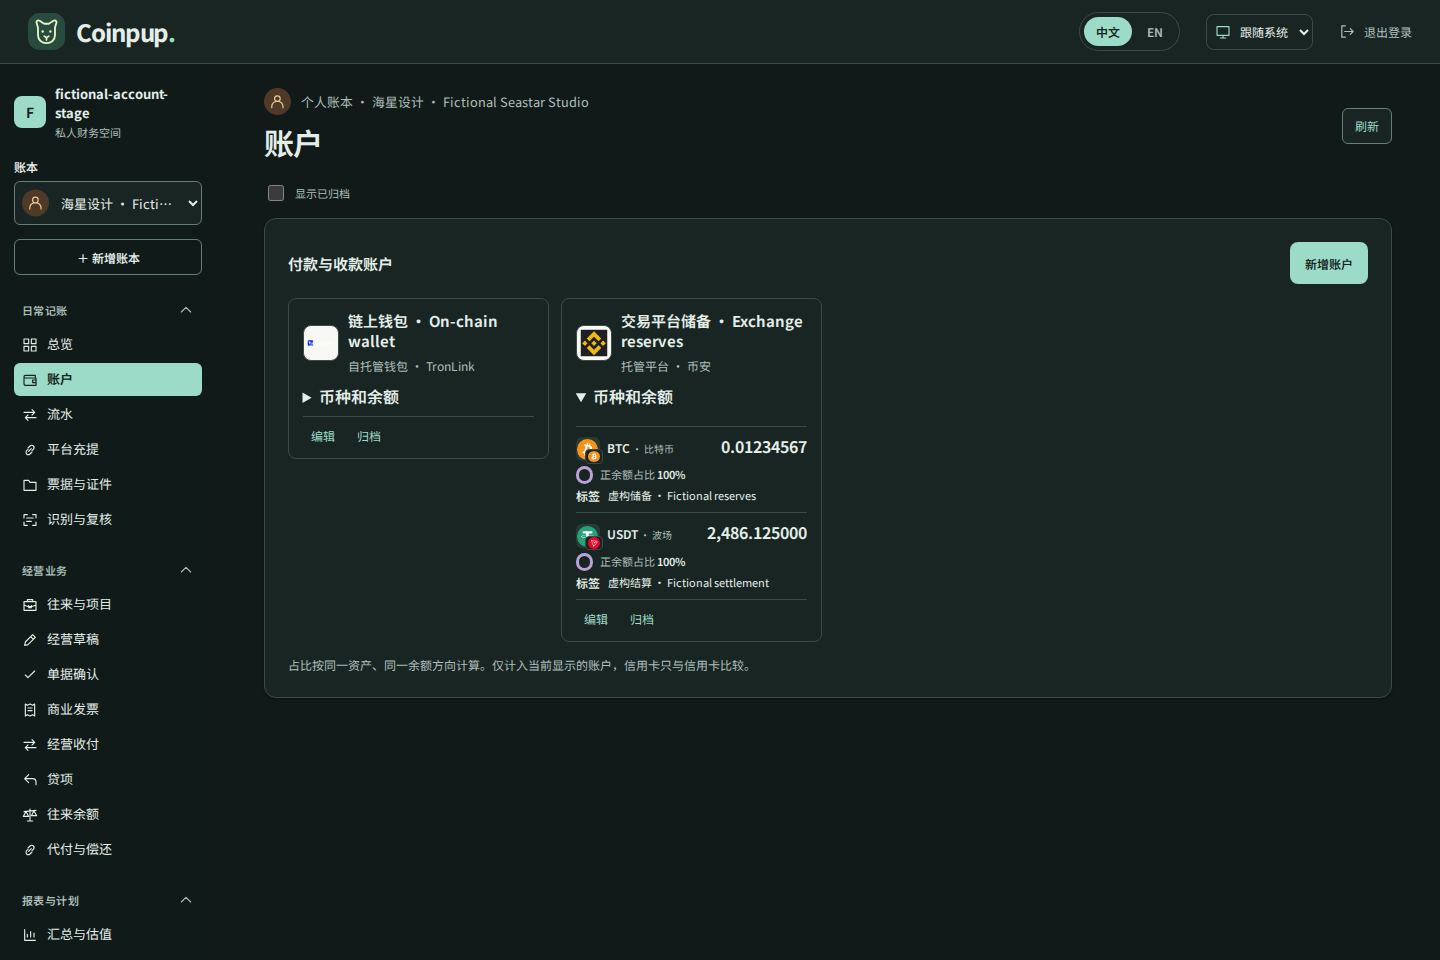 Coinpup.
中文
EN
跟随系统
退出登录
F
fictional-account-
stage
私人财务空间
账本
海星设计 · Ficti···
+ 新增账本
日常记账
总览
账户
流水
平台充提
票据与证件
识别与复核
经营业务
往来与项目
经营草稿
单据确认
商业发票
经营收付
贷项
往来余额
代付与偿还
报表与计划
汇总与估值
个人账本 · 海星设计 · Fictional Seastar Studio
账户
刷新
显示已归档
付款与收款账户
新增账户
链上钱包 · On-chain
wallet
自托管钱包 · TronLink
币种和余额
编辑
归档
交易平台储备 · Exchange
reserves
托管平台 · 币安
币种和余额
BTC · 比特币
0.01234567
正余额占比 100%
标签 虚构储备 · Fictional reserves
USDT · 波场
2,486.125000
正余额占比 100%
标签 虚构结算 · Fictional settlement
编辑
归档
占比按同一资产、同一余额方向计算。仅计入当前显示的账户，信用卡只与信用卡比较。